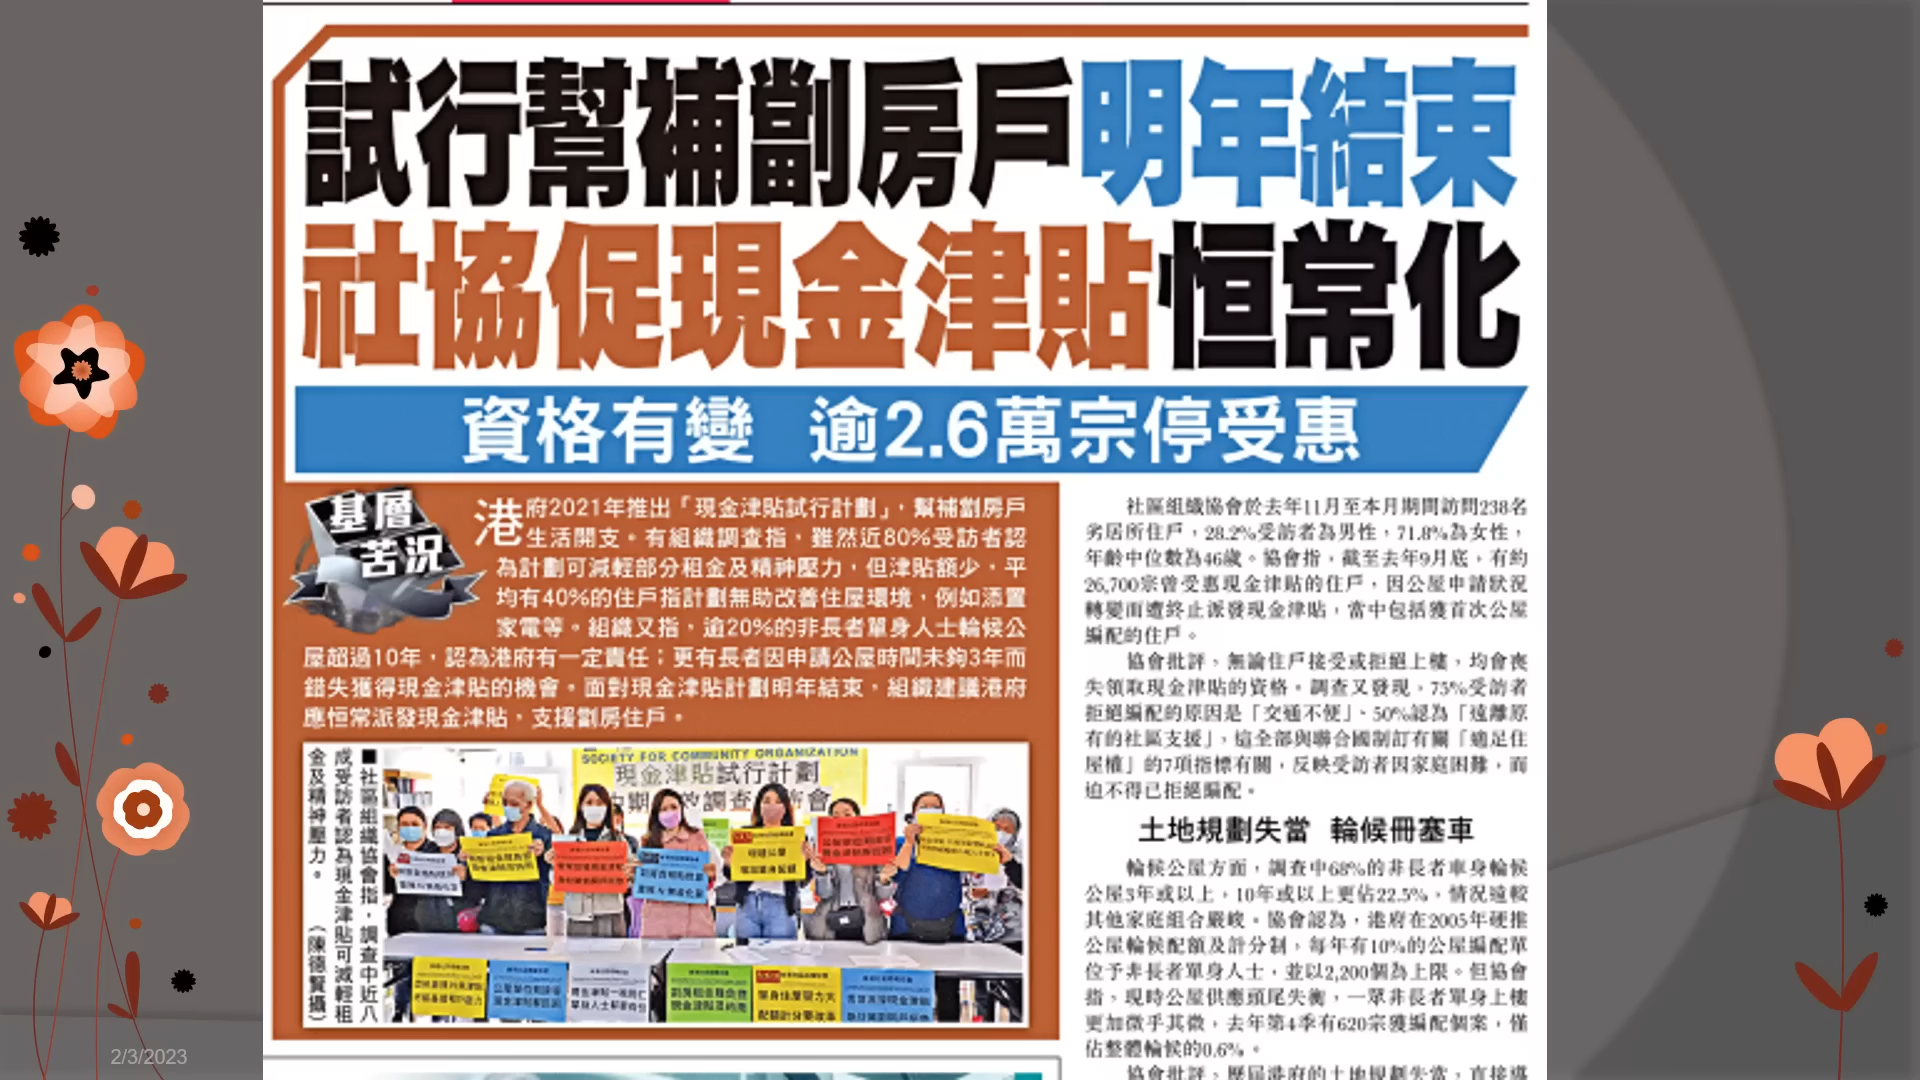 試行幫補劏房戶明年結束
社協促現金津貼恒常化
資格有變 逾2.6萬宗停受惠
基層
苦況
港府2021年推出「現金津貼試行計劃」，幫補劏房戶
生活開支。有組織調查指，雖然近80%受訪者認
為計劃可減輕部分租金及精神壓力，但津貼額少，平
均有40%的住戶指計劃無助改善住屋環境，例如添置
家電等。組織又指，逾20%的非長者單身人士輪候公
屋超過10年，認為港府有一定責任；更有長者因申請公屋時間未夠3年而
錯失獲得現金津貼的機會。面對現金津貼計劃明年結束，組織建議港府
應恒常派發現金津貼，支援劏房住戶。
SOCIETY FOR COMMUNITY ORGANIZATION
現金津貼試行計劃
■社區組織協會指，調查中近八
成受訪者認為現金津貼可減輕租
金及精神壓力。 （陳德賢攝）
社區組織協會於去年11月至本月期間訪問238名
劣居所住戶，28.2%受訪者為男性，71.8%為女性，
年齡中位數為46歲。協會指，截至去年9月底，有約
26,700宗曾受惠現金津貼的住戶，因公屋申請狀況
轉變而遭終止派發現金津貼，當中包括獲首次公屋
編配的住戶。
協會批評，無論住戶接受或拒絕上樓，均會喪
失領取現金津貼的資格。調查又發現，75%受訪者
拒絕編配的原因是「交通不便」、50%認為「遠離原
有的社區支援」，這全部與聯合國制訂有關「適足住
屋權」的7項指標有關，反映受訪者因家庭困難，而
迫不得已拒絕編配。
土地規劃失當 輪候冊塞車
輪候公屋方面，調查中68%的非長者單身輪候
公屋3年或以上，10年或以上更佔22.5%，情況遠較
其他家庭組合嚴峻。協會認為，港府在2005年硬推
公屋輪候配額及計分制，每年有10%的公屋編配單
位予非長者單身人士，並以2,200個為上限。但協會
指，現時公屋供應頭尾失衡，一眾非長者單身上樓
更加微乎其微，去年第4季有620宗獲編配個案，僅
佔整體輪候的0.6%。
協會批評，歷屆港府的土地規劃失當，直接導
2/3/2023